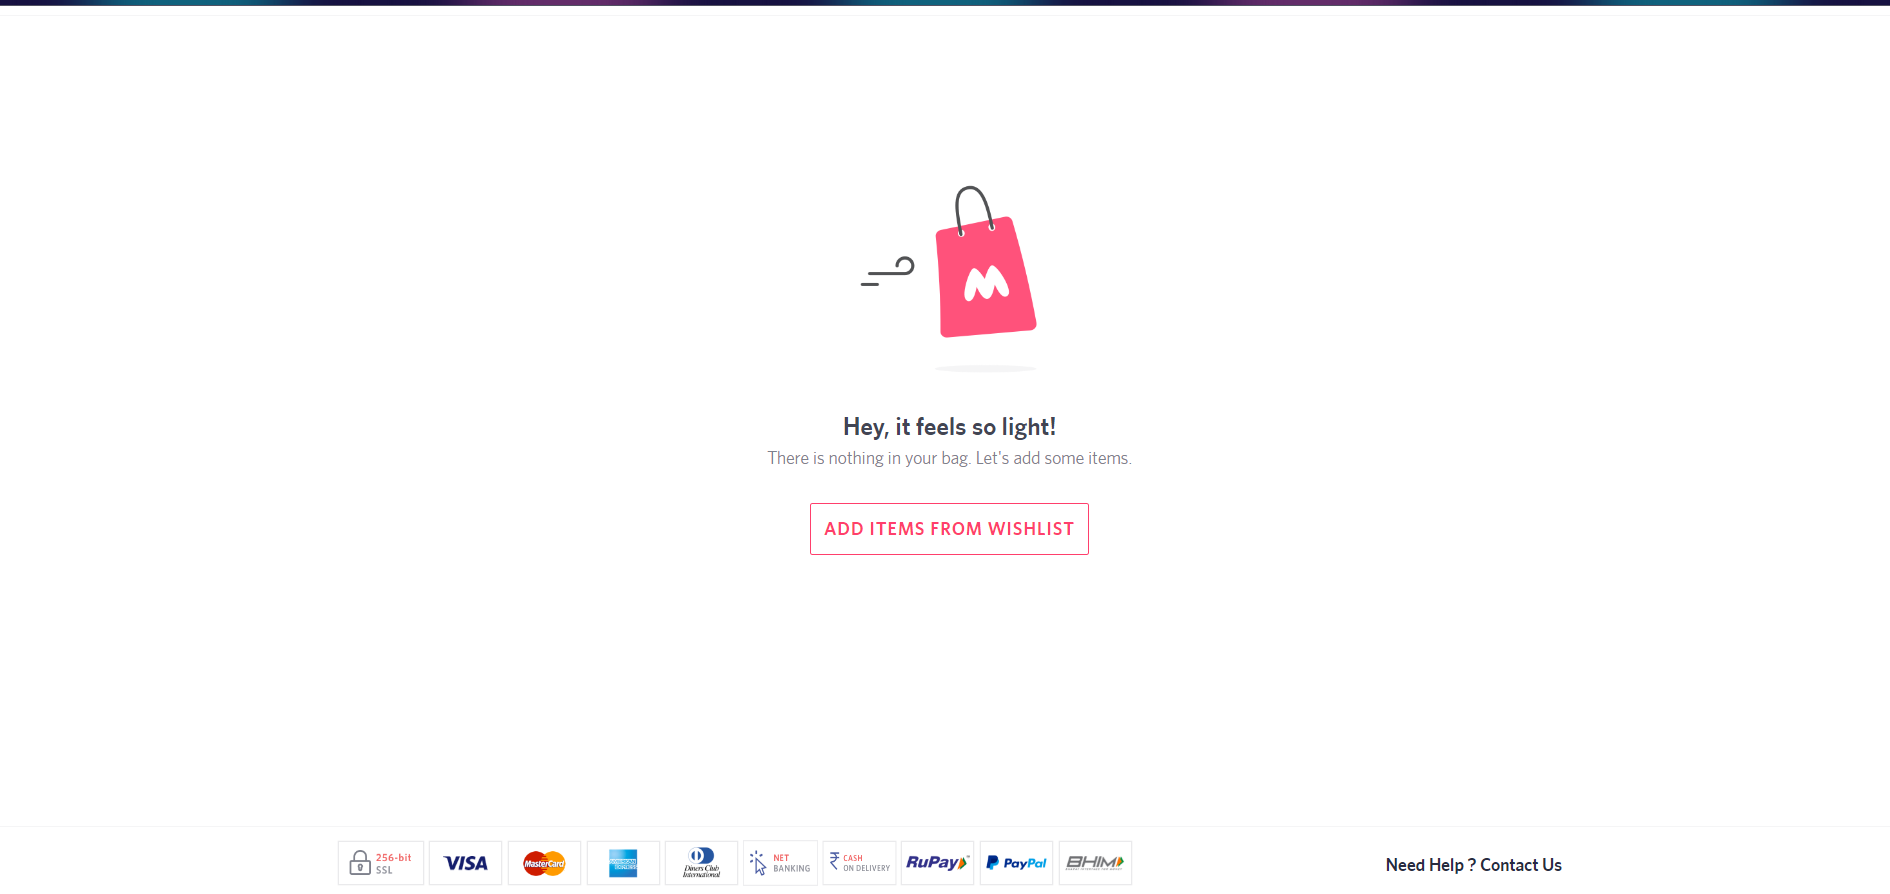 M
Hey, it feels so light!
There is nothing in your bag. Let's add some items.
ADD ITEMS FROM WISHLIST
256-bit
SSL
VISA
MasterCard
AMERICAN
EXPRESS
Diners Club
International
NET
BANKING
₹ CASH
ON DELIVERY
RuPay
PayPal
BHIM
Need Help ? Contact Us